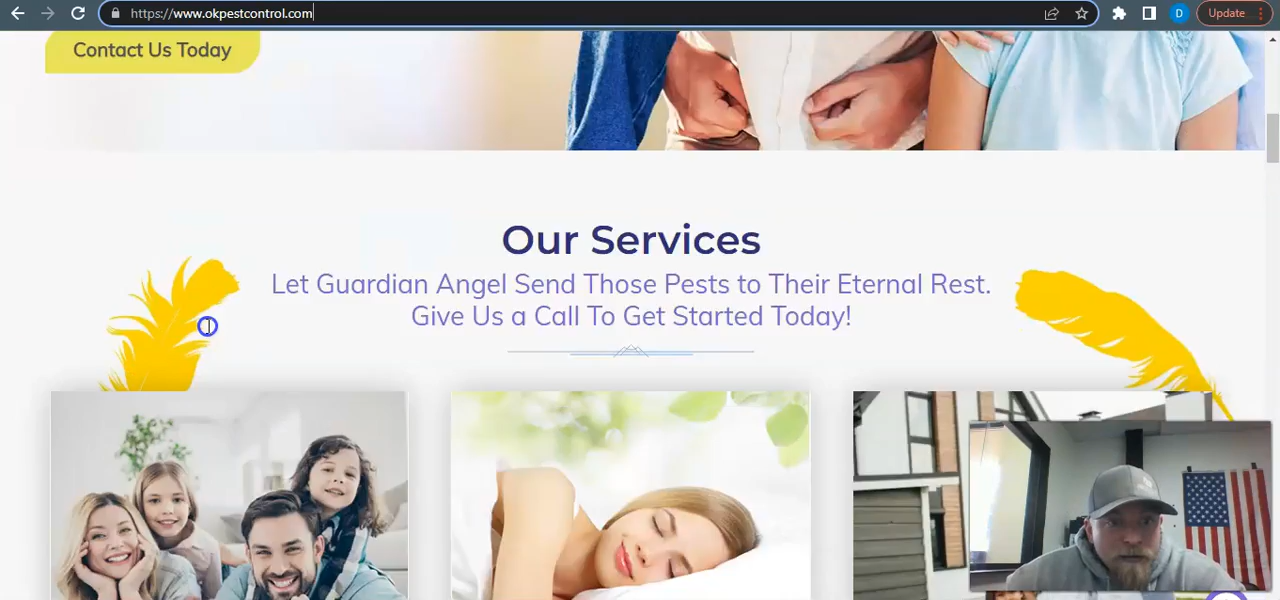 https://www.okpestcontrol.com
D
Update
Contact Us Today
Our Services
Let Guardian Angel Send Those Pests to Their Eternal Rest.
Give Us a Call To Get Started Today!